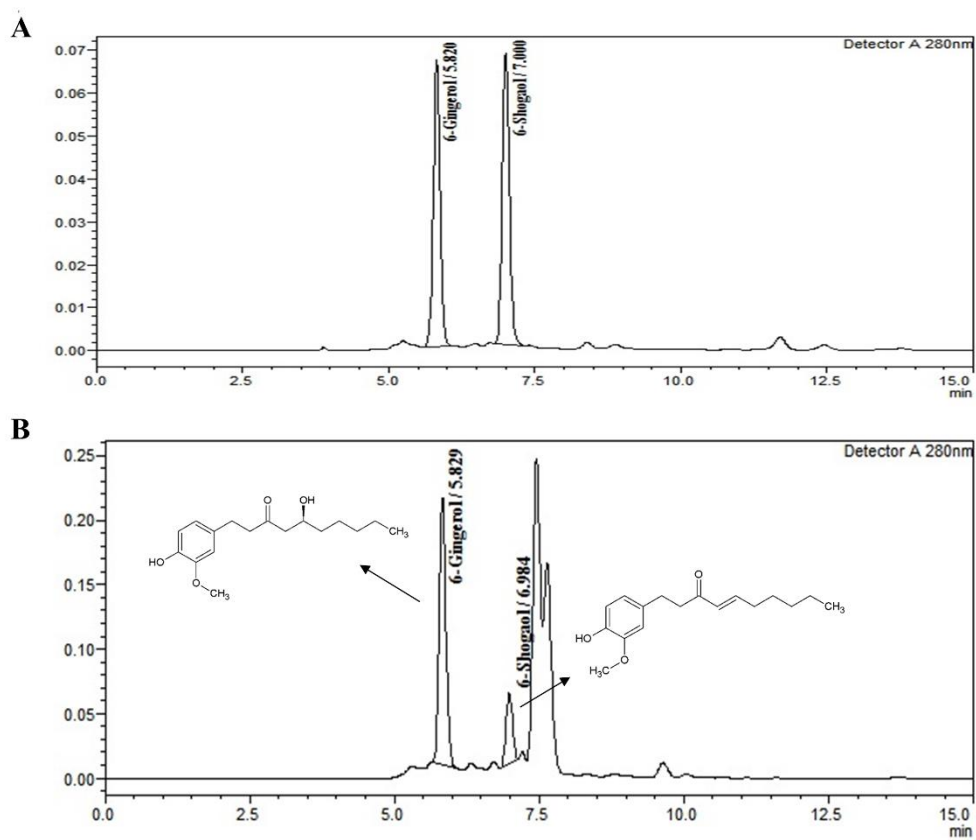 A
Detector A 280nm
0.07
0.06
0.05
0.04
0.03
0.02
0.01
0.00
6-Gingerol / 5.820
6-Shogaol / 7.000
0.0 2.5 5.0 7.5 10.0 12.5 15.0
min
B
Detector A 280nm
0.25
0.20
0.15
0.10
0.05
0.00
6-Gingerol / 5.829
6-Shogaol / 6.984
O OH
CH₃
HO
O
CH₃
O
CH₃
HO
O
H₃C
0.0 2.5 5.0 7.5 10.0 12.5 15.0
min